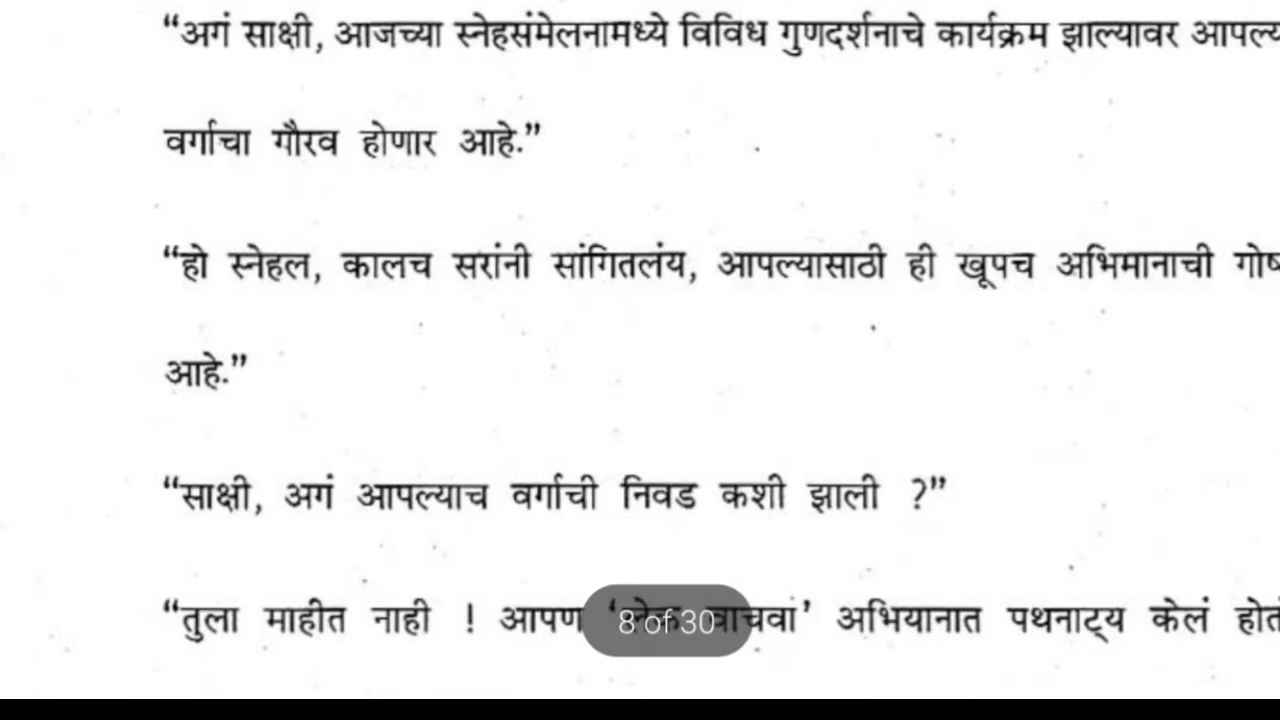 “अगं साक्षी, आजच्या स्नेहसंमेलनामध्ये विविध गुणदर्शनाचे कार्यक्रम झाल्यावर
वर्गाचा गौरव होणार आहे.”
“हो स्नेहल, कालच सरांनी सांगितलंय, आपल्यासाठी ही खूपच अभिमानाची
आहे.”
“साक्षी, अगं आपल्याच वर्गाची निवड कशी झाली ?”
“तुला माहीत नाही ! आपण वाचवा’ अभियानात पथनाट्य केलं
8 of 30